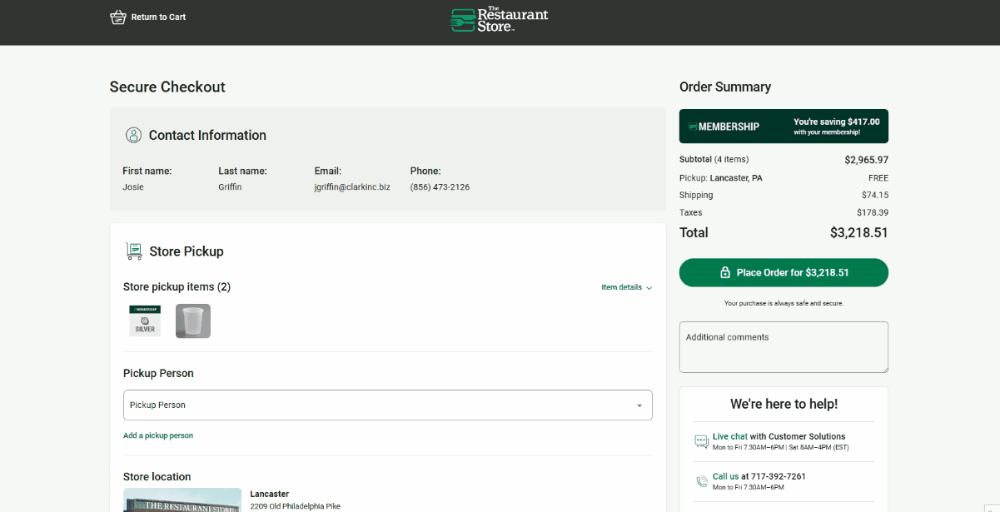 Return to Cart
The
Restaurant
Store
Secure Checkout
Contact Information
First name:
Last name:
Email:
Phone:
Josie
Griffin
jgriffin@clarkinc.biz
(856) 473-2126
Store Pickup
Store pickup items (2)
Item details
MEMBERSHIP
SILVER
Pickup Person
Pickup Person
Add a pickup person
Store location
THE RESTAURANT STORE
Lancaster
2209 Old Philadelphia Pike
Order Summary
MEMBERSHIP
You're saving $417.00
with your membership!
Subtotal (4 items) $2,965.97
Pickup: Lancaster, PA FREE
Shipping $74.15
Taxes $178.39
Total $3,218.51
Place Order for $3,218.51
Your purchase is always safe and secure.
Additional comments
We're here to help!
Live chat with Customer Solutions
Mon to Fri 7:30AM–6PM | Sat 8AM–4PM (EST)
Call us at 717-392-7261
Mon to Fri 7:30AM–6PM